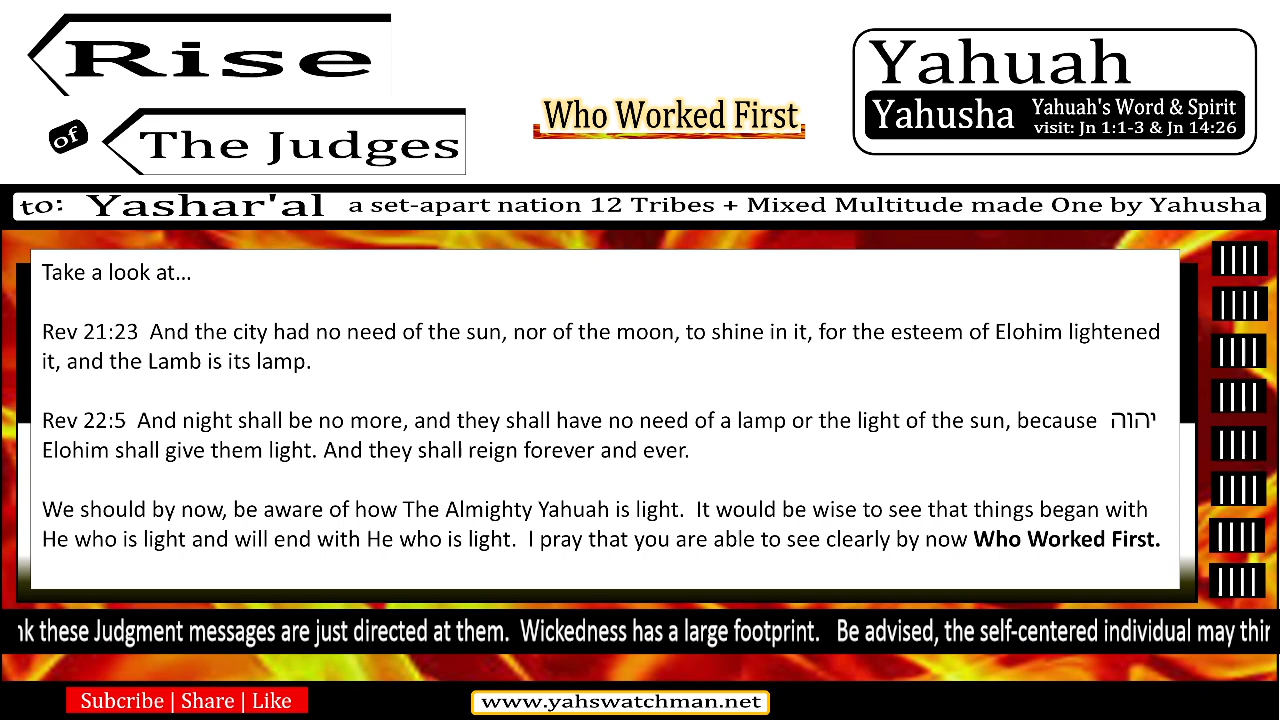 Rise
of The Judges
Who Worked First
Yahuah
Yahusha Yahuah's Word & Spirit
visit: Jn 1:1-3 & Jn 14:26
to: Yashar'al a set-apart nation 12 Tribes + Mixed Multitude made One by Yahusha
Take a look at...
Rev 21:23 And the city had no need of the sun, nor of the moon, to shine in it, for the esteem of Elohim lightened
it, and the Lamb is its lamp.
Rev 22:5 And night shall be no more, and they shall have no need of a lamp or the light of the sun, because יהוה
Elohim shall give them light. And they shall reign forever and ever.
We should by now, be aware of how The Almighty Yahuah is light. It would be wise to see that things began with
He who is light and will end with He who is light. I pray that you are able to see clearly by now Who Worked First.
these Judgment messages are just directed at them. Wickedness has a large footprint. Be advised, the self-centered individual may
Subcribe | Share | Like
www.yahswatchman.net